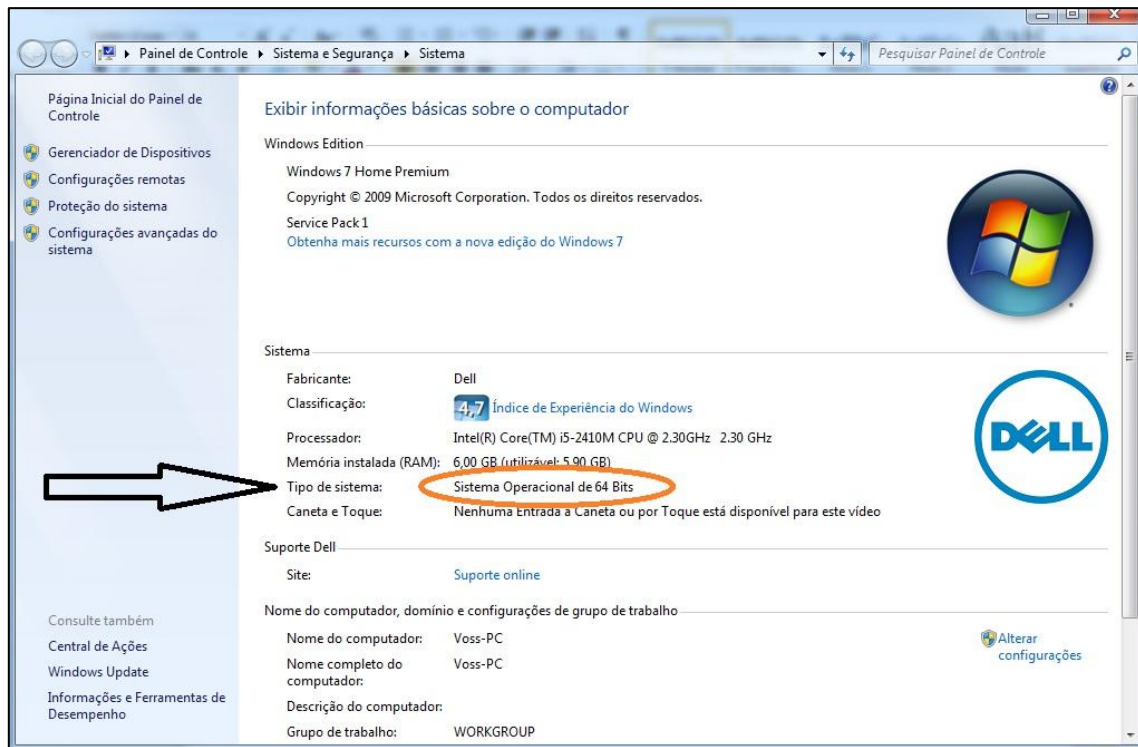 Painel de Controle Sistema e Segurança Sistema Pesquisar Painel de Controle
Página Inicial do Painel de
Controle
Gerenciador de Dispositivos
Configurações remotas
Proteção do sistema
Configurações avançadas do
sistema
Exibir informações básicas sobre o computador
Windows Edition
Windows 7 Home Premium
Copyright © 2009 Microsoft Corporation. Todos os direitos reservados.
Service Pack 1
Obtenha mais recursos com a nova edição do Windows 7
Sistema
Fabricante: Dell
Classificação: 4,7 Índice de Experiência do Windows
Processador: Intel(R) Core(TM) i5-2410M CPU @ 2.30GHz 2.30 GHz
Memória instalada (RAM): 6,00 GB (utilizável: 5,90 GB)
Tipo de sistema: Sistema Operacional de 64 Bits
Caneta e Toque: Nenhuma Entrada à Caneta ou por Toque está disponível para este vídeo
DELL
Suporte Dell
Site: Suporte online
Nome do computador, domínio e configurações de grupo de trabalho
Nome do computador: Voss-PC
Nome completo do
computador: Voss-PC
Descrição do computador:
Grupo de trabalho: WORKGROUP
Alterar
configurações
Consulte também
Central de Ações
Windows Update
Informações e Ferramentas de
Desempenho